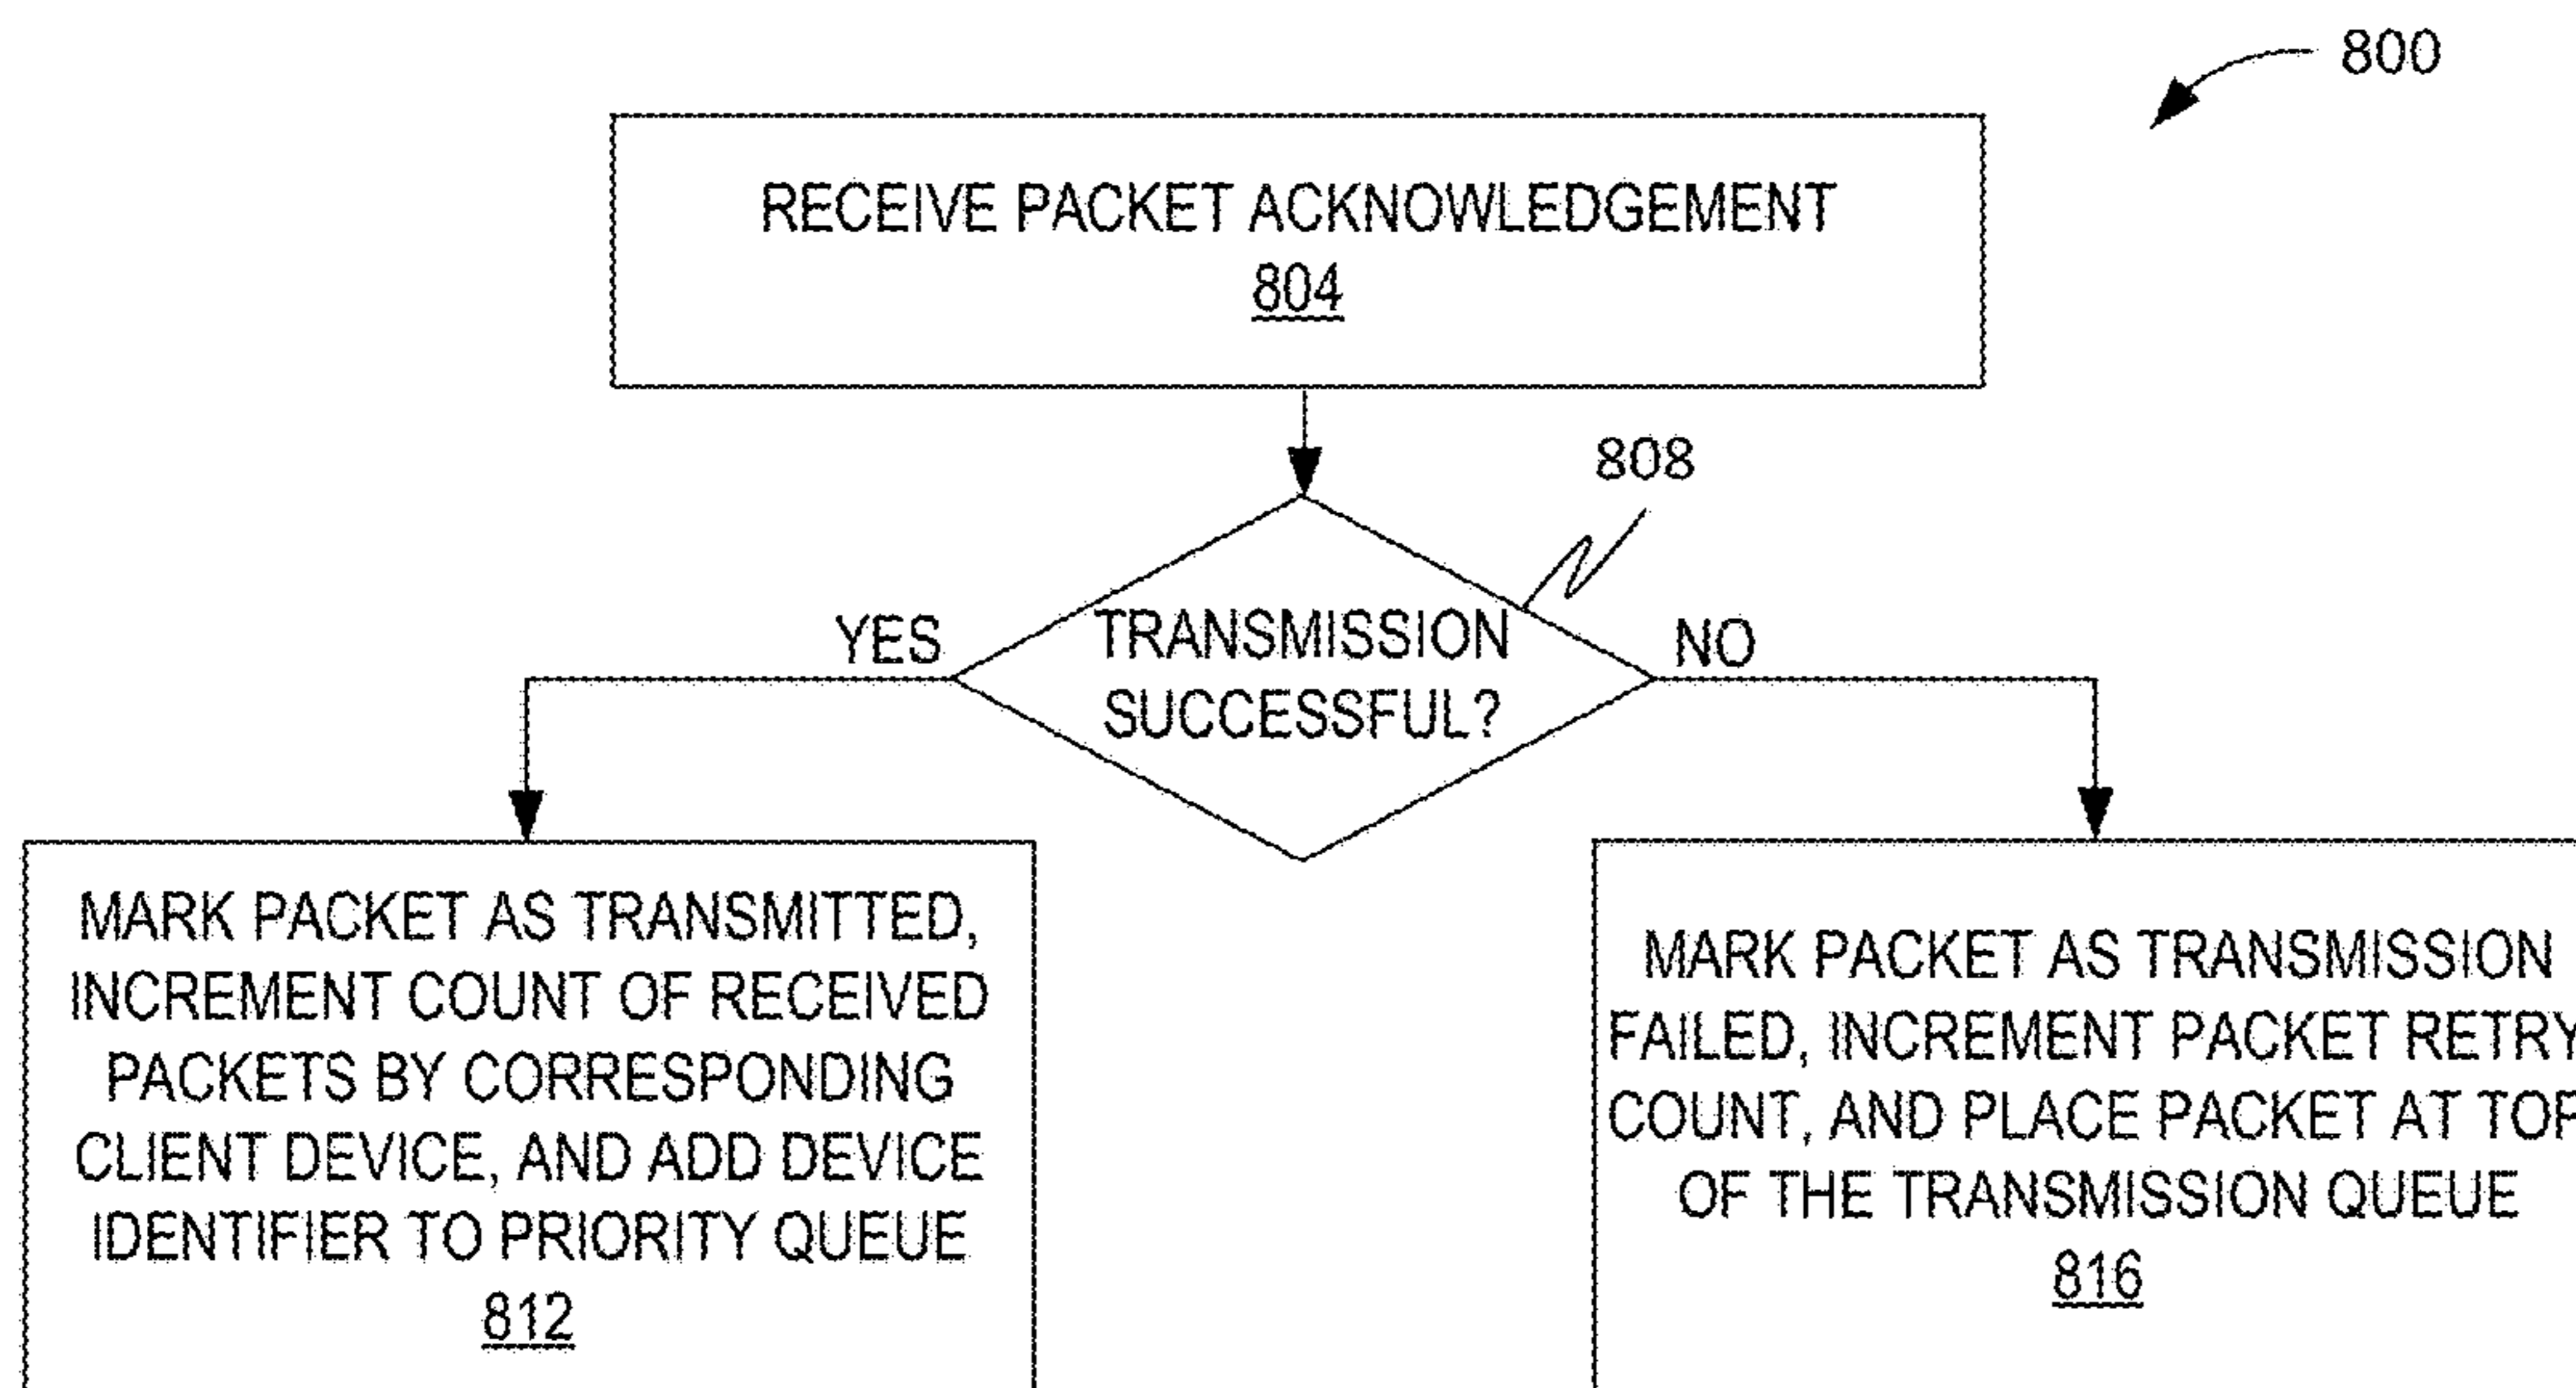 800
RECEIVE PACKET ACKNOWLEDGEMENT
804
808
YES
TRANSMISSION
SUCCESSFUL?
NO
MARK PACKET AS TRANSMITTED,
INCREMENT COUNT OF RECEIVED
PACKETS BY CORRESPONDING
CLIENT DEVICE, AND ADD DEVICE
IDENTIFIER TO PRIORITY QUEUE
812
MARK PACKET AS TRANSMISSION
FAILED, INCREMENT PACKET RETRY
COUNT, AND PLACE PACKET AT TOP
OF THE TRANSMISSION QUEUE
816